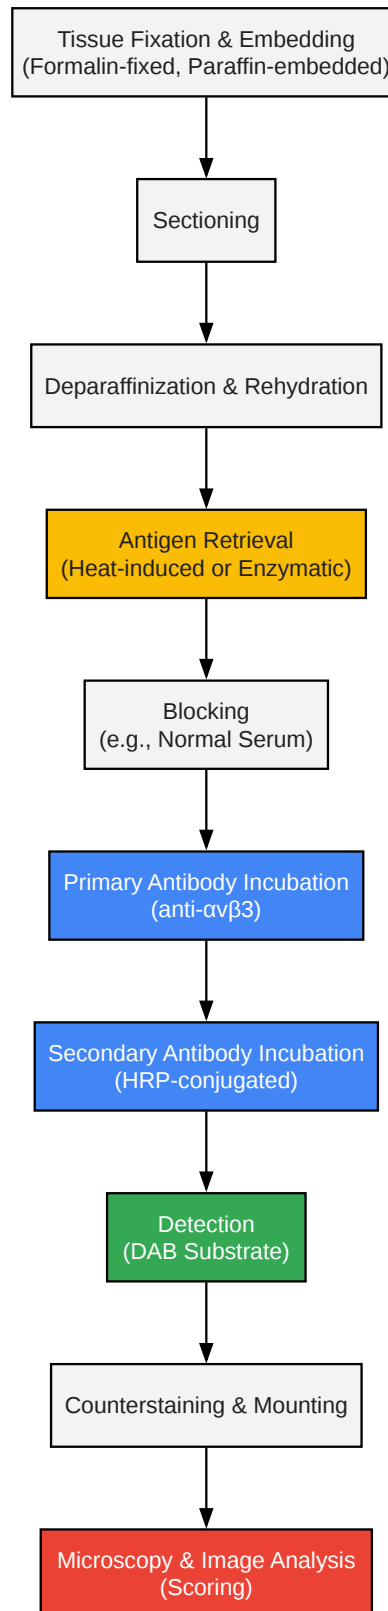 Tissue Fixation & Embedding
(Formalin-fixed, Paraffin-embedded)
Sectioning
Deparaffinization & Rehydration
Antigen Retrieval
(Heat-induced or Enzymatic)
Blocking
(e.g., Normal Serum)
Primary Antibody Incubation
(anti-αvβ3)
Secondary Antibody Incubation
(HRP-conjugated)
Detection
(DAB Substrate)
Counterstaining & Mounting
Microscopy & Image Analysis
(Scoring)